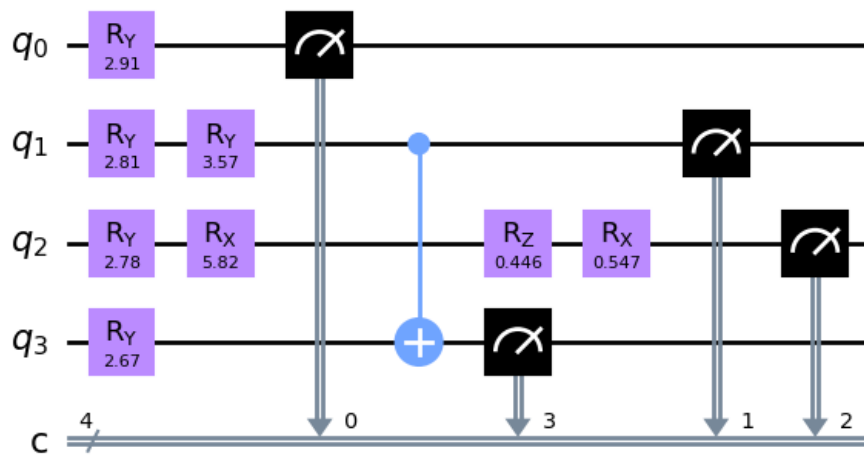 q0 RY 2.91
q1 RY 2.81 RY 3.57
q2 RY 2.78 RX 5.82 RZ 0.446 RX 0.547
q3 RY 2.67
c 4 0 3 1 2